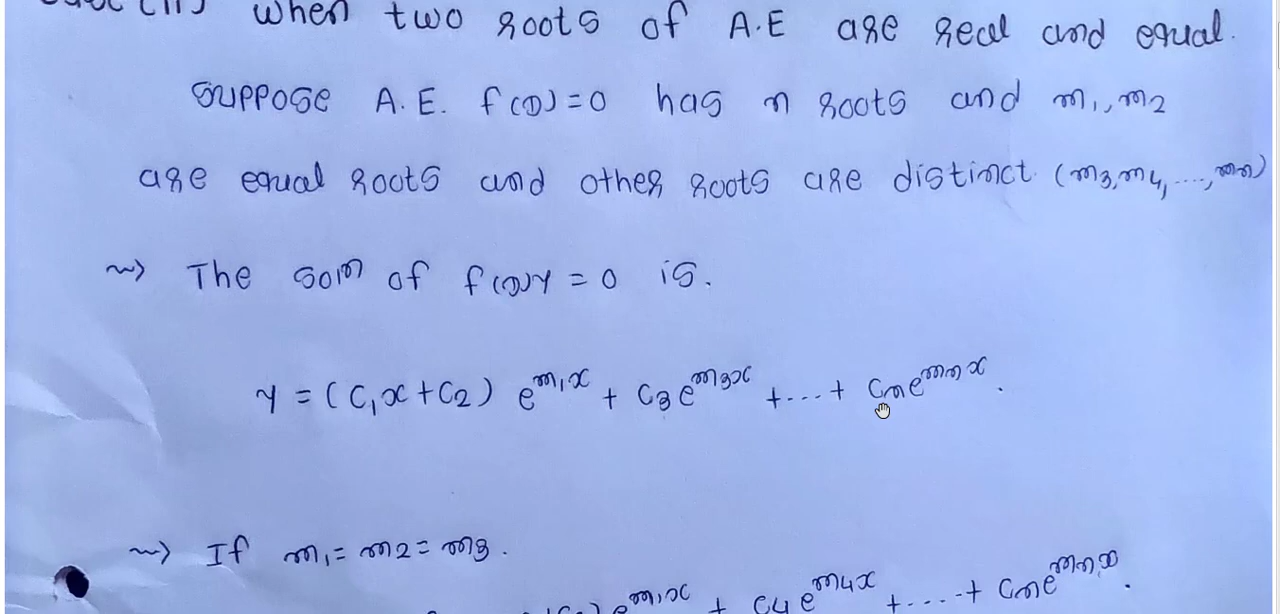 (ii) when two roots of A.E are real and equal.
suppose A.E. f(D)=0 has n roots and m₁, m₂
are equal roots and other roots are distinct (m₃,m₄,....,mn)
~> The soln of f(D)Y = 0 is.
Y = (C₁x+C₂) e^m₁x + C₃e^m₃x +...+ Cne^mnx.
~> If m₁ = m₂ = m₃.
e^m₁x + C₄e^m₄x +....+ Cne^mnx.